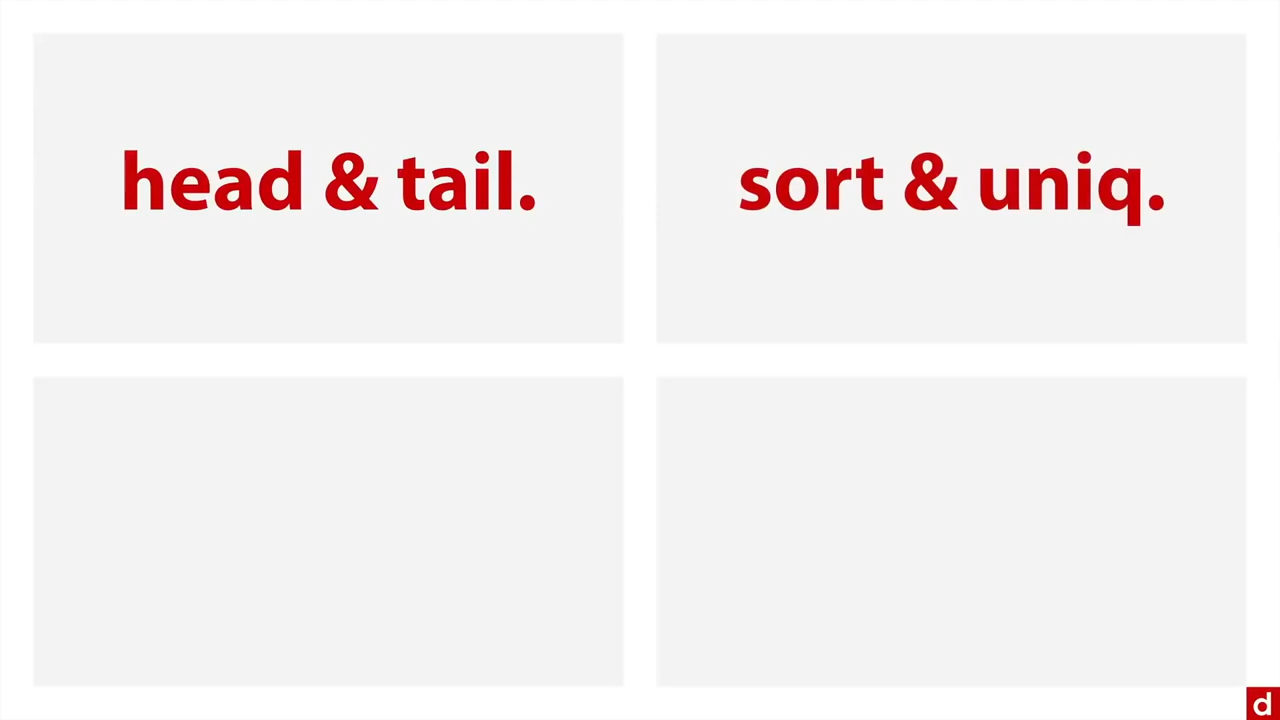 head & tail.
sort & uniq.
d